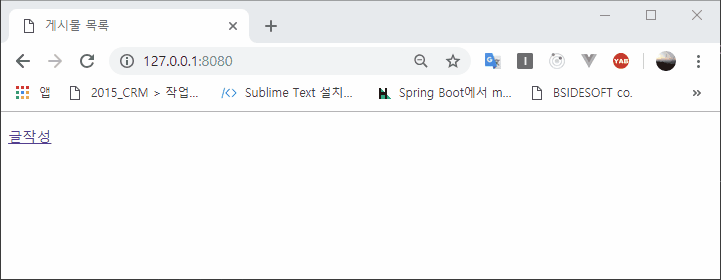 게시물 목록
127.0.0.1:8080
YAB
앱 2015_CRM > 작업... Sublime Text 설치... Spring Boot에서 m... BSIDESOFT co. »
글작성